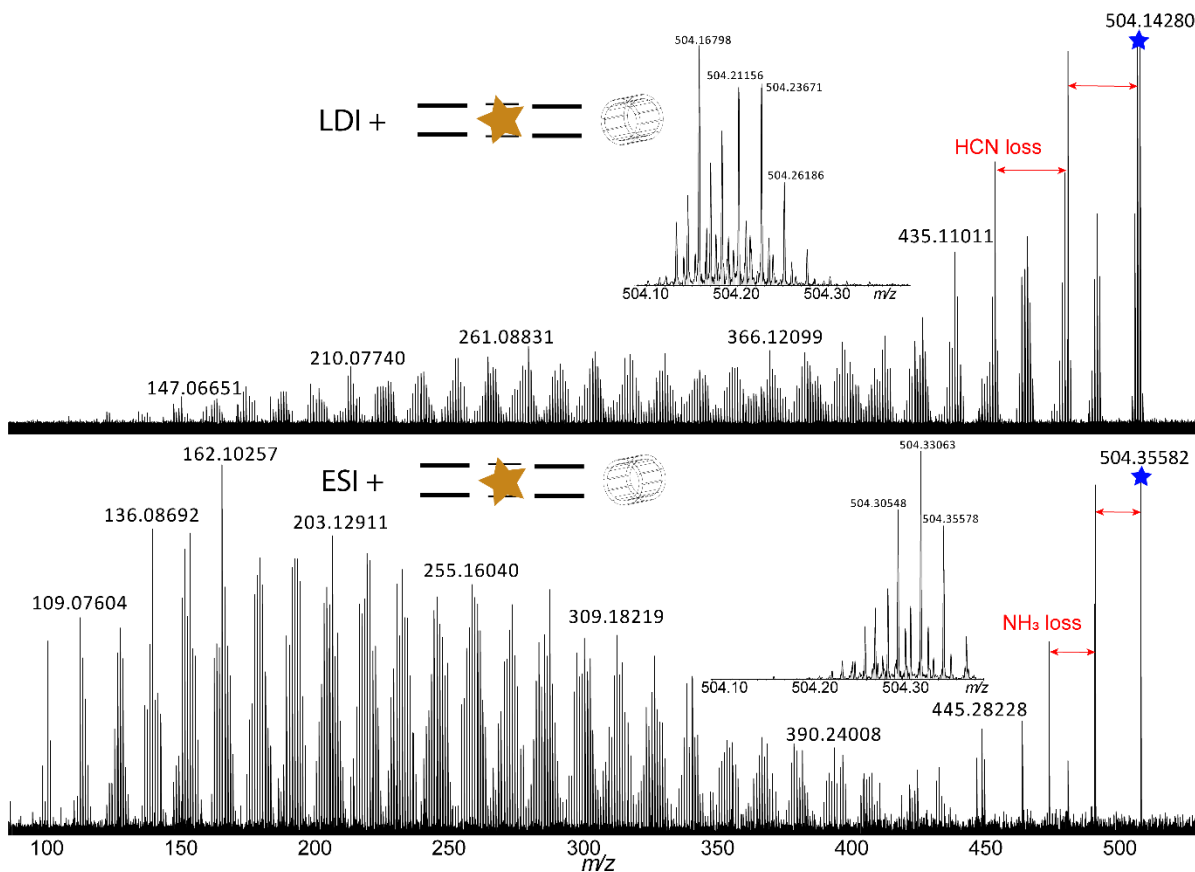 504.14280
504.16798
504.21156
504.23671
LDI +
HCN loss
504.26186
435.11011
504.10 504.20 504.30 m/z
366.12099
261.08831
210.07740
147.06651
504.33063
162.10257
ESI +
504.35582
504.30548
504.35578
136.08692
203.12911
255.16040
109.07604
309.18219
NH₃ loss
504.10 504.20 504.30 m/z
445.28228
390.24008
100 150 200 250 300 350 400 450 500
m/z